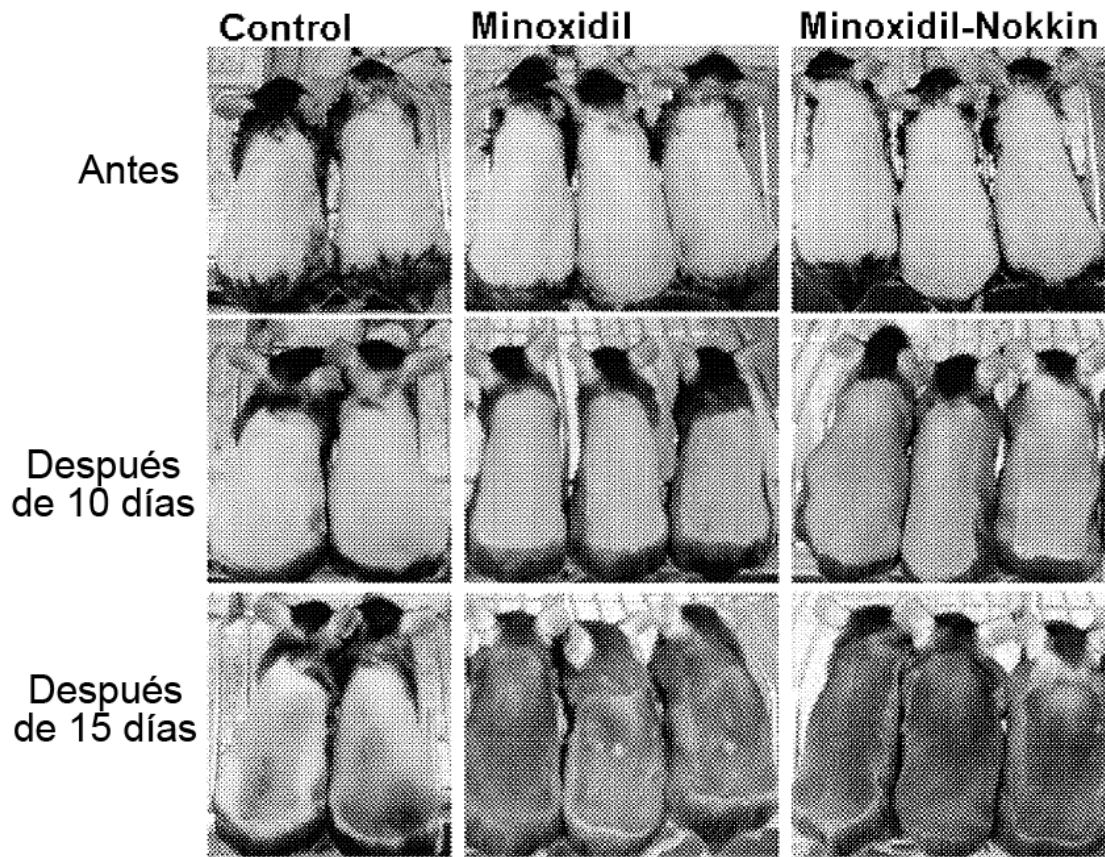 Control
Minoxidil
Minoxidil-Nokkin
Antes
Después
de 10 días
Después
de 15 días